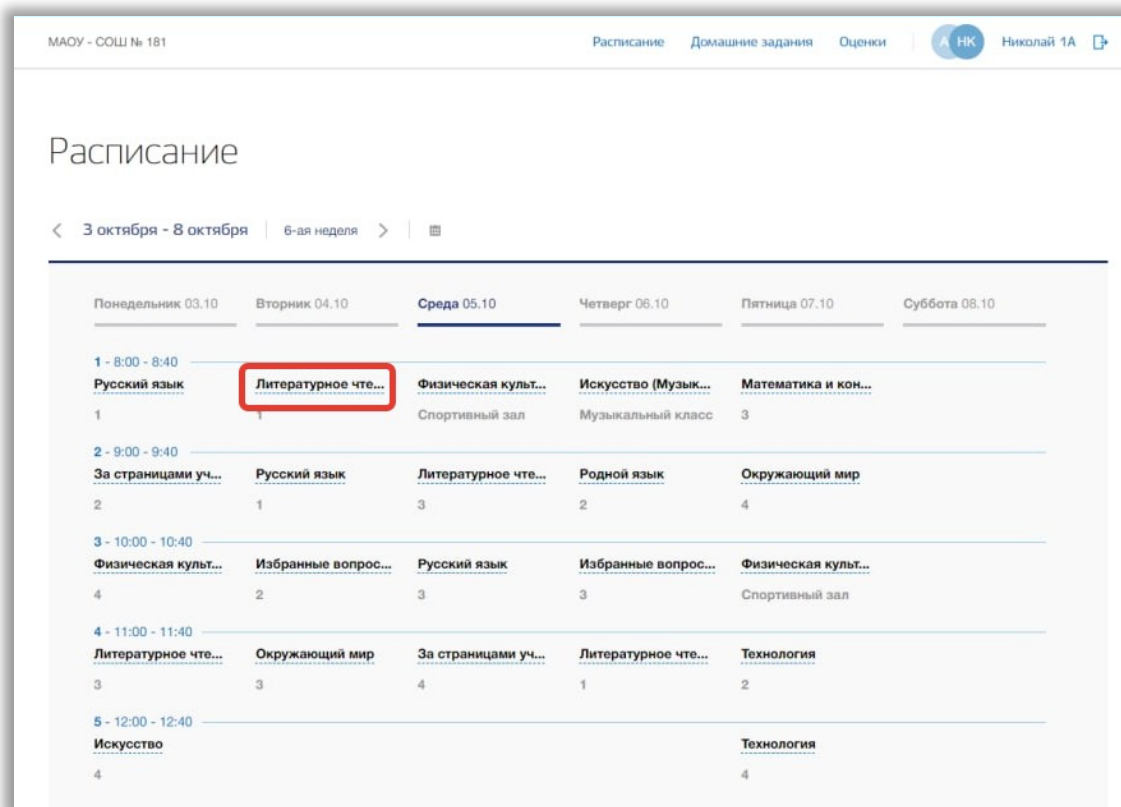 МАОУ - СОШ № 181 Расписание Домашние задания Оценки А НК Николай 1А
Расписание
3 октября - 8 октября 6-ая неделя
Понедельник 03.10 Вторник 04.10 Среда 05.10 Четверг 06.10 Пятница 07.10 Суббота 08.10
1 - 8:00 - 8:40
Русский язык Литературное чте... Физическая культ... Искусство (Музык... Математика и кон...
1 1 Спортивный зал Музыкальный класс 3
2 - 9:00 - 9:40
За страницами уч... Русский язык Литературное чте... Родной язык Окружающий мир
2 1 3 2 4
3 - 10:00 - 10:40
Физическая культ... Избранные вопрос... Русский язык Избранные вопрос... Физическая культ...
4 2 3 3 Спортивный зал
4 - 11:00 - 11:40
Литературное чте... Окружающий мир За страницами уч... Литературное чте... Технология
3 3 4 1 2
5 - 12:00 - 12:40
Искусство Технология
4 4